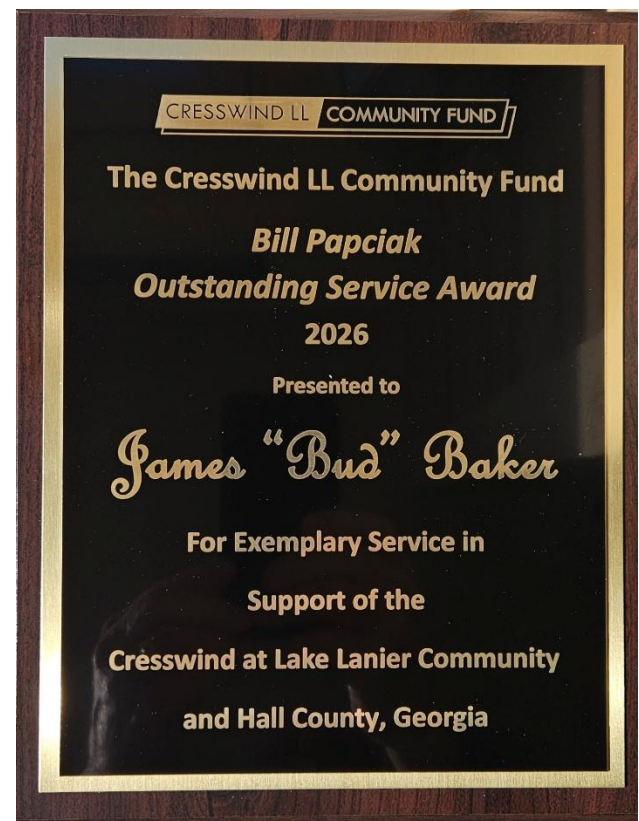 CRESSWIND LL COMMUNITY FUND
The Cresswind LL Community Fund
Bill Papciak
Outstanding Service Award
2026
Presented to
James “Bud” Baker
For Exemplary Service in
Support of the
Cresswind at Lake Lanier Community
and Hall County, Georgia